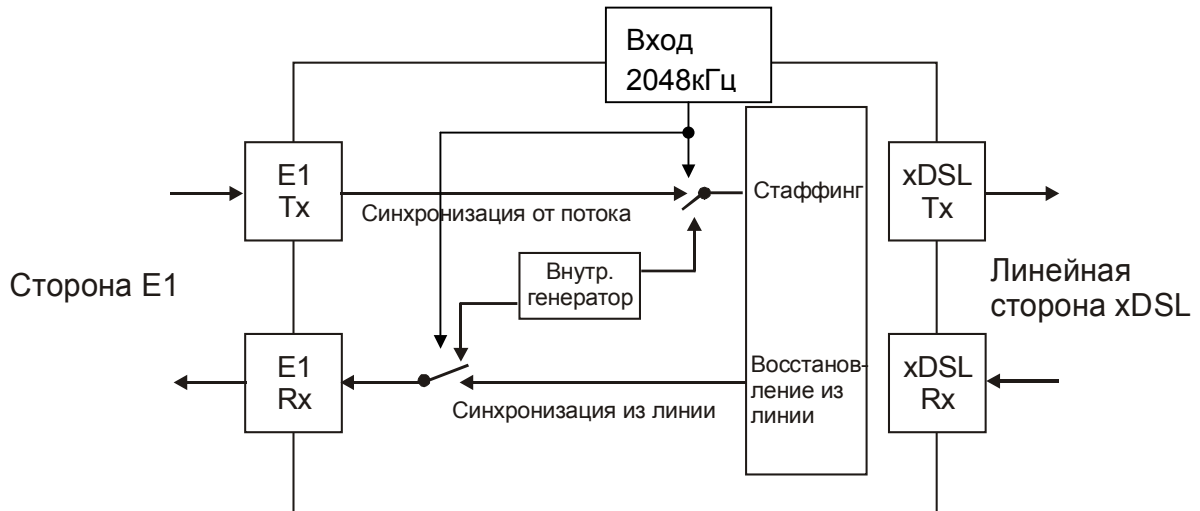 Вход
2048кГц
E1
Tx
Синхронизация от потока
Стаффинг
xDSL
Tx
Сторона E1
Внутр.
генератор
Линейная
сторона xDSL
E1
Rx
Синхронизация из линии
Восстанов-
ление из
линии
xDSL
Rx